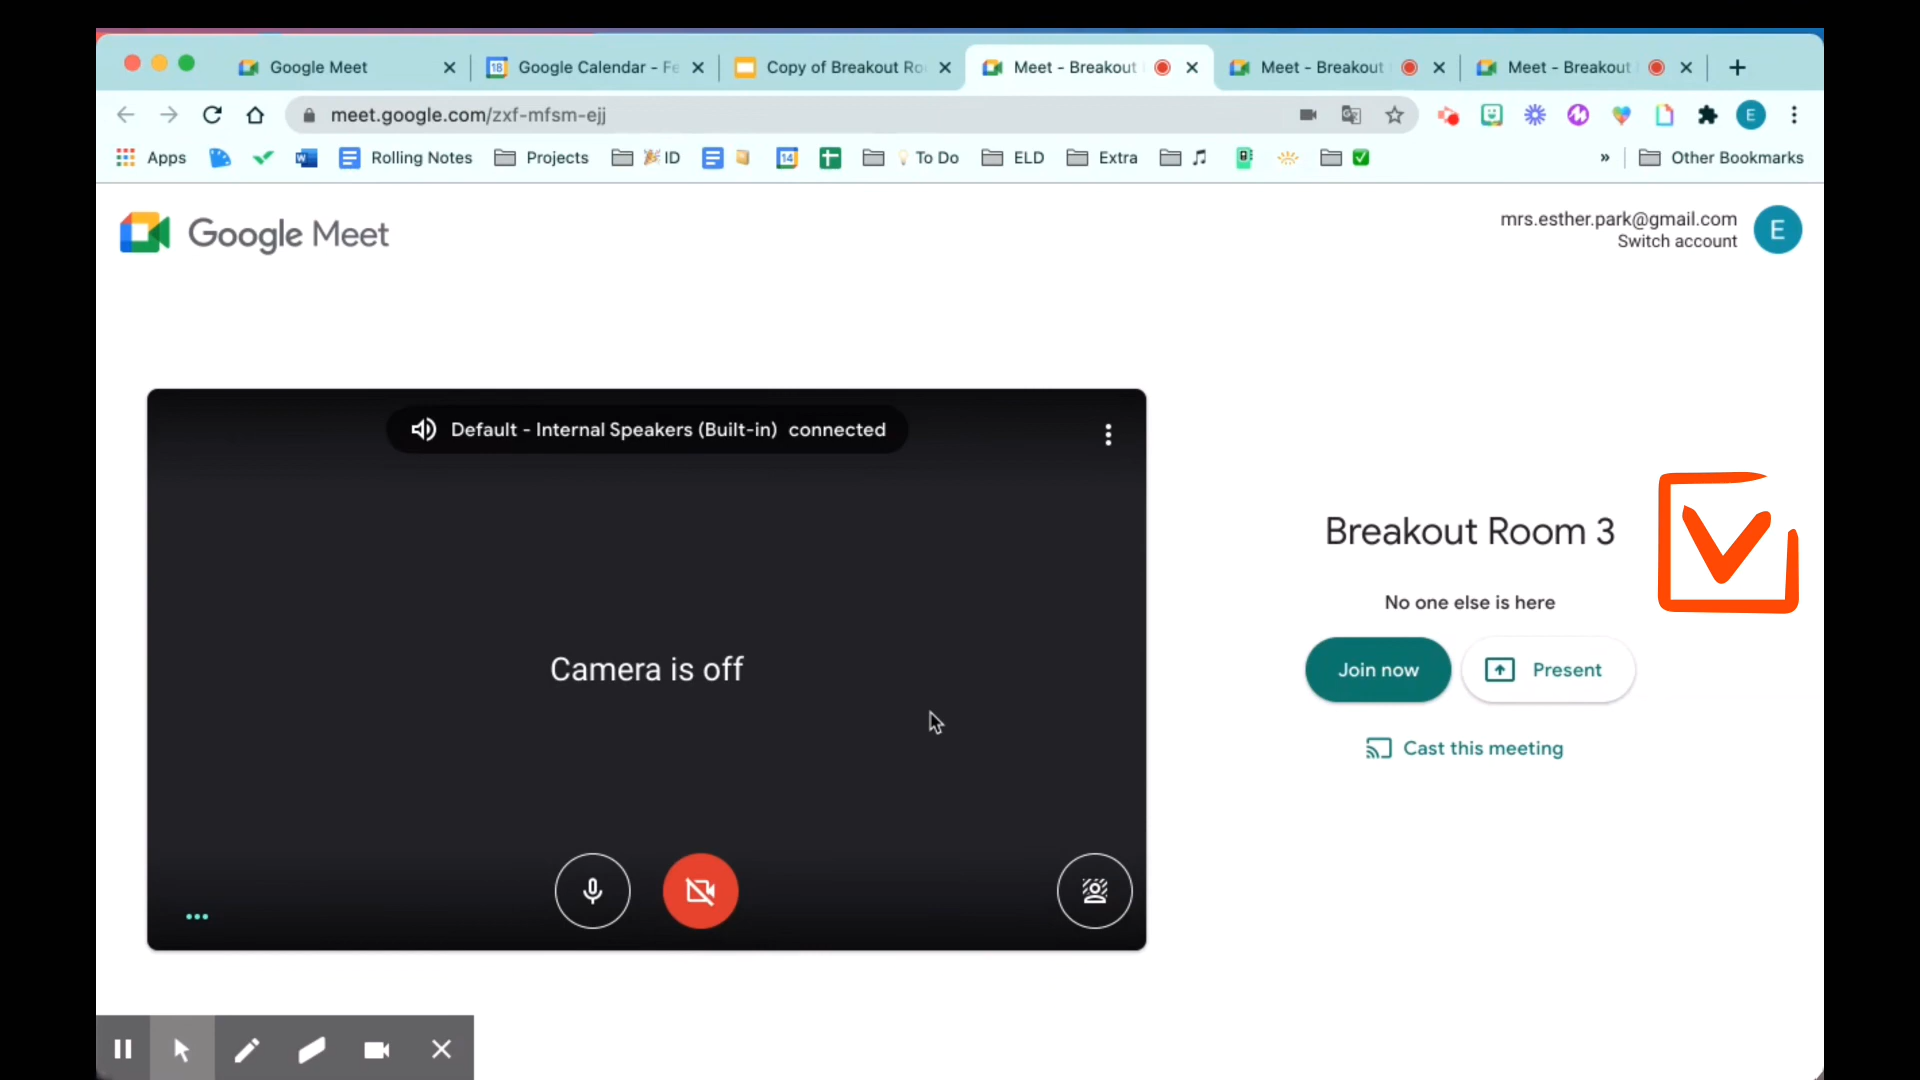 Google Meet
18 Google Calendar - Fe
Copy of Breakout Ro
Meet - Breakout
Meet - Breakout
Meet - Breakout
meet.google.com/zxf-mfsm-ejj
E
Apps
W
Rolling Notes
Projects
ID
14
To Do
ELD
Extra
»
Other Bookmarks
Google Meet
mrs.esther.park@gmail.com
Switch account
E
Default - Internal Speakers (Built-in) connected
Camera is off
Breakout Room 3
No one else is here
Join now
Present
Cast this meeting